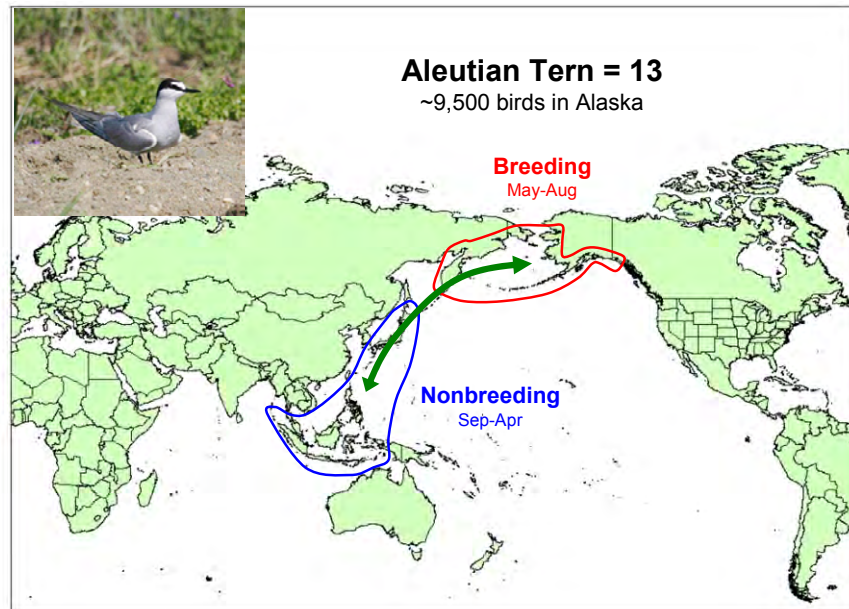 Aleutian Tern = 13
~9,500 birds in Alaska
Breeding
May-Aug
Nonbreeding
Sep-Apr